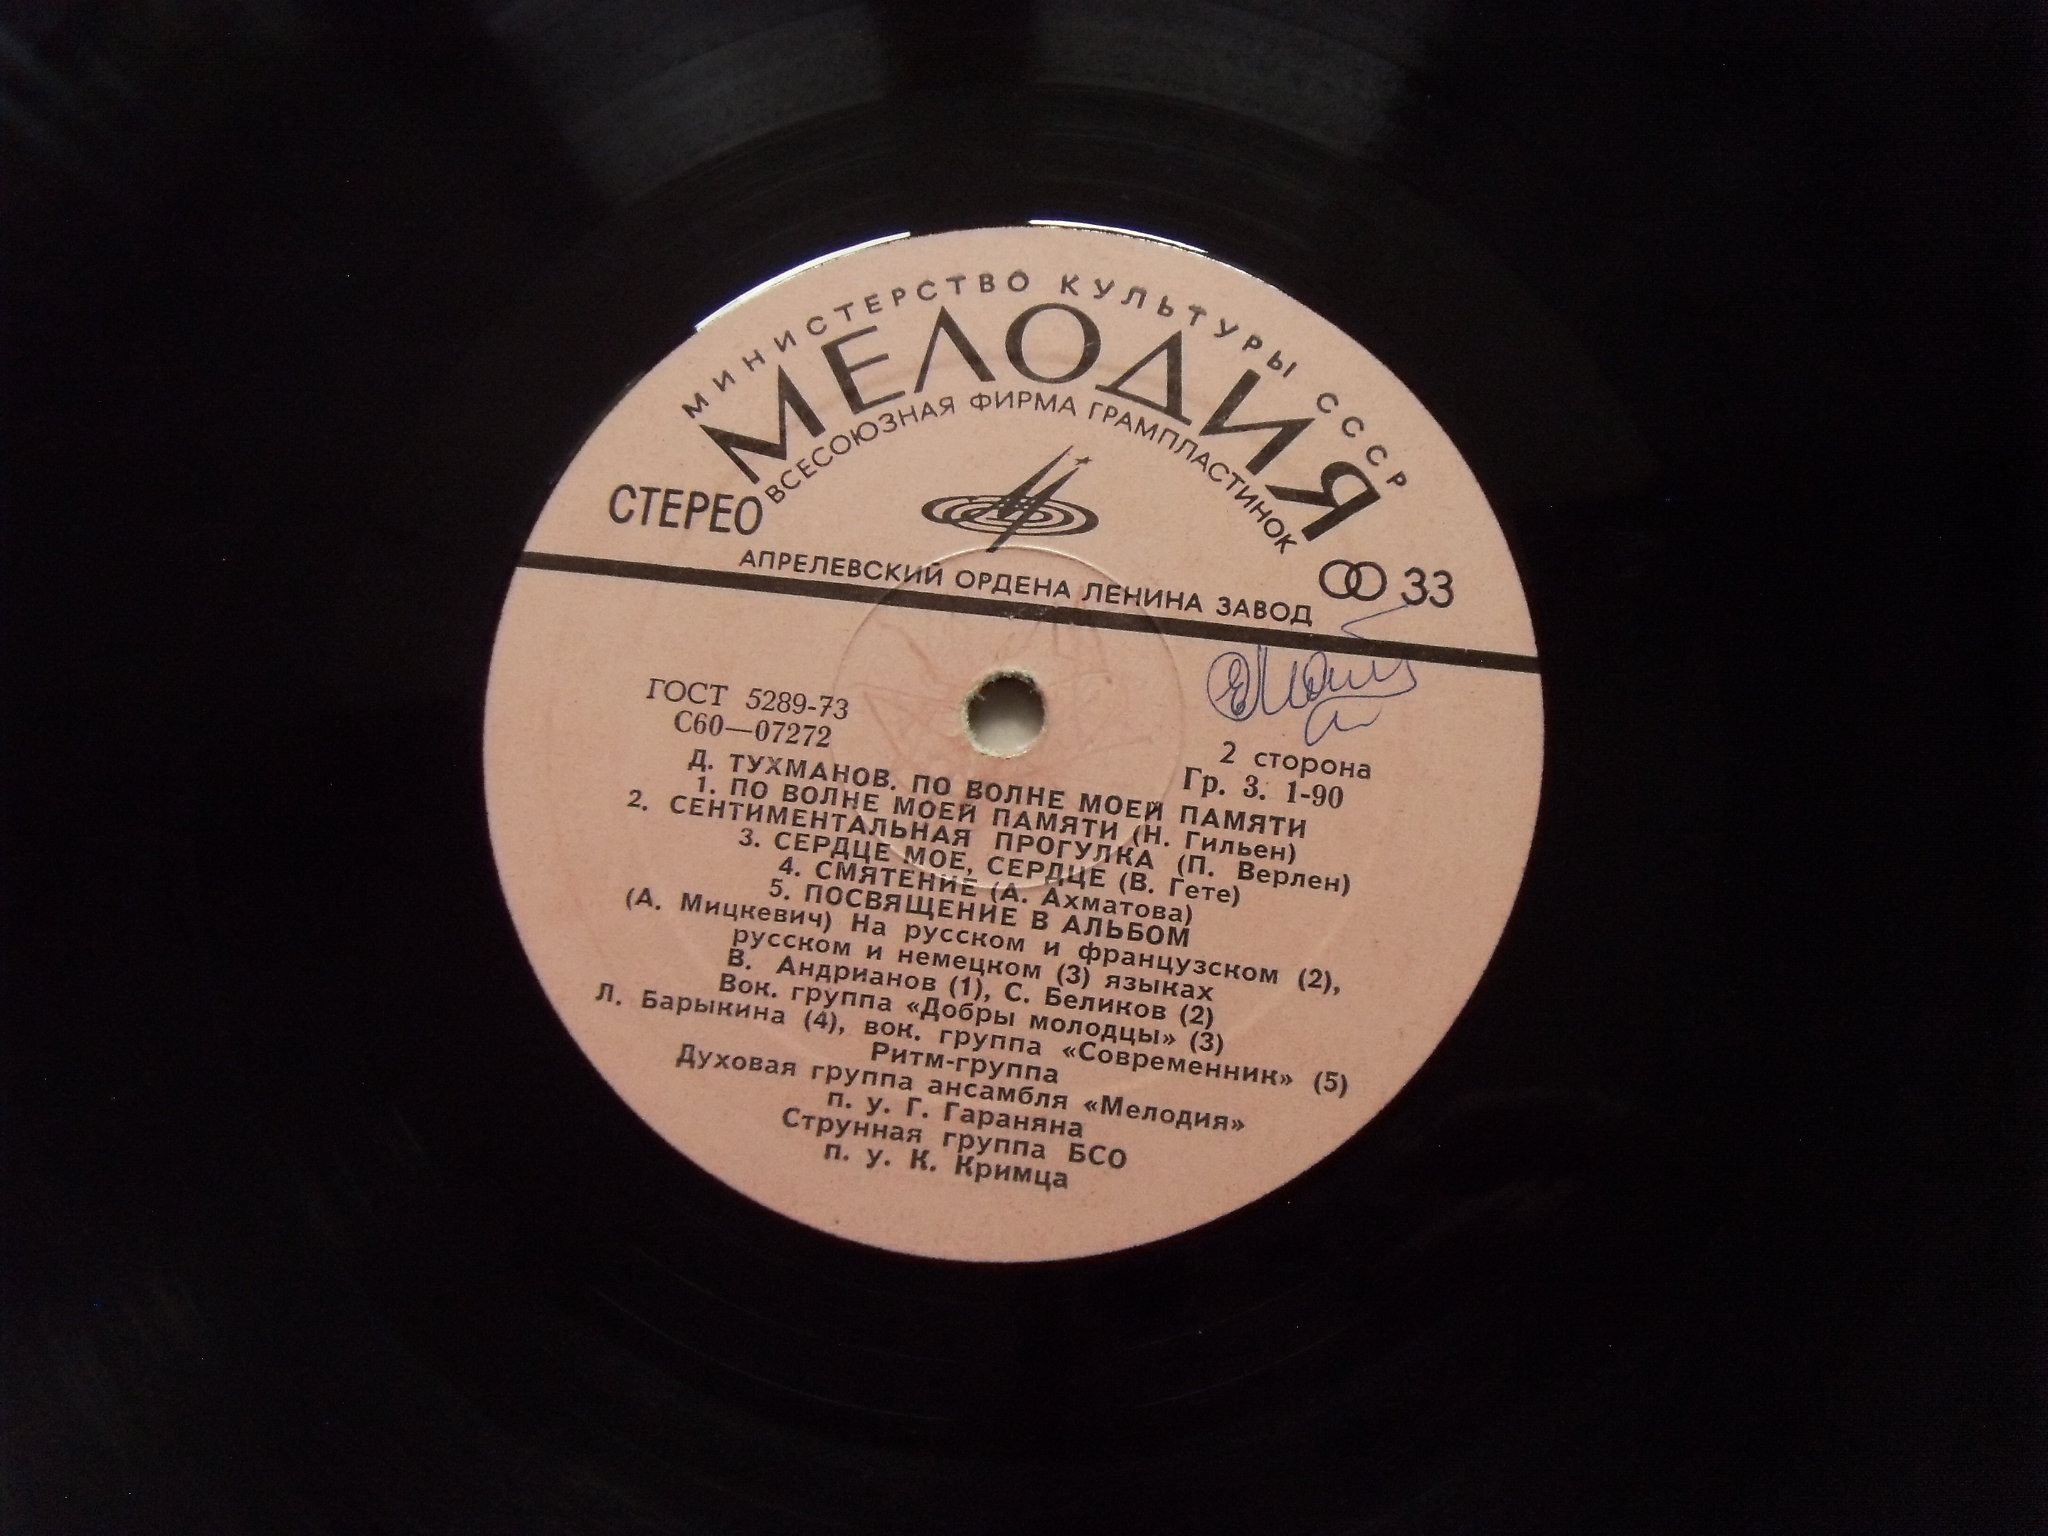 МИНИСТЕРСТВО КУЛЬТУРЫ СССР
МЕЛОДИЯ
ВСЕСОЮЗНАЯ ФИРМА ГРАМПЛАСТИНОК
СТЕРЕО
33
АПРЕЛЕВСКИЙ ОРДЕНА ЛЕНИНА ЗАВОД
ГОСТ 5289-73
С60—07272
2 сторона
Гр. 3. 1-90
Д. ТУХМАНОВ. ПО ВОЛНЕ МОЕЙ ПАМЯТИ
1. ПО ВОЛНЕ МОЕЙ ПАМЯТИ (Н. Гильен)
2. СЕНТИМЕНТАЛЬНАЯ ПРОГУЛКА (П. Верлен)
3. СЕРДЦЕ МОЕ, СЕРДЦЕ (В. Гете)
4. СМЯТЕНИЕ (А. Ахматова)
5. ПОСВЯЩЕНИЕ В АЛЬБОМ
(А. Мицкевич) На русском и французском (2),
русском и немецком (3) языках
В. Андрианов (1), С. Беликов (2)
Вок. группа «Добры молодцы» (3)
Л. Барыкина (4), вок. группа «Современник» (5)
Ритм-группа
Духовая группа ансамбля «Мелодия»
п. у. Г. Гараняна
Струнная группа БСО
п. у. К. Кримца